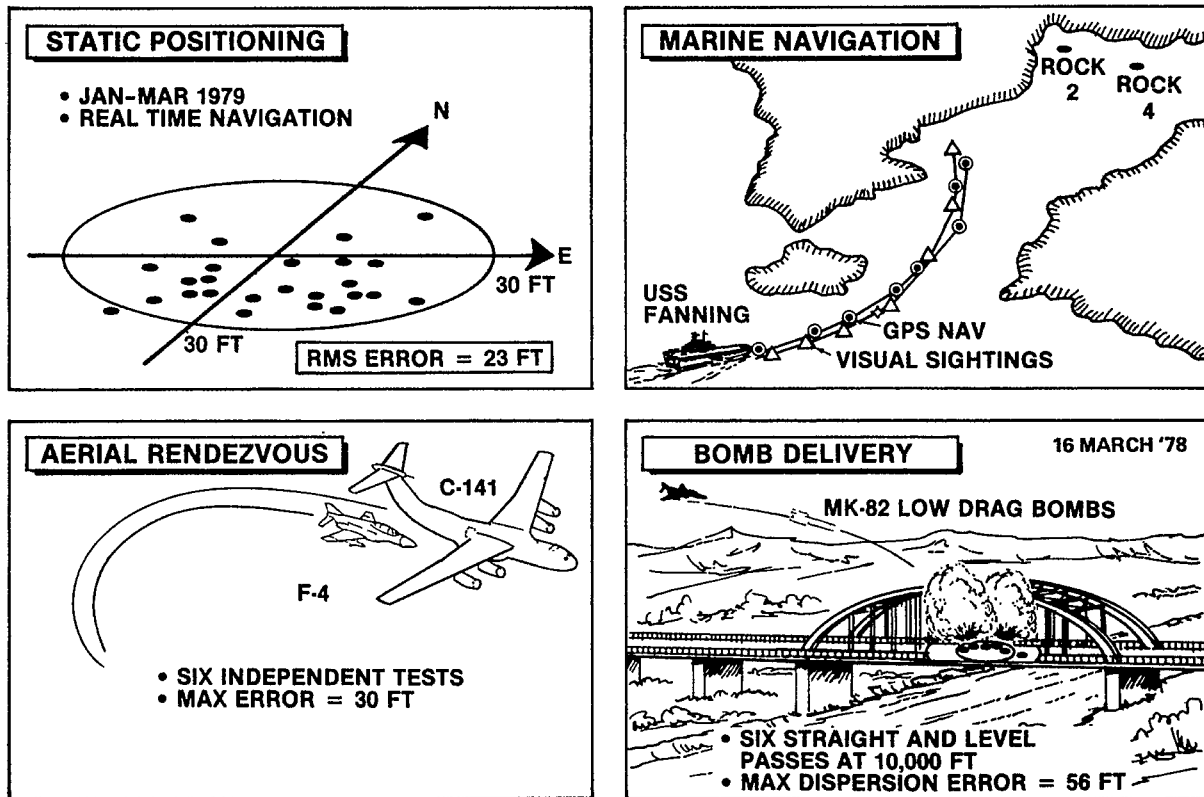 STATIC POSITIONING
• JAN-MAR 1979
• REAL TIME NAVIGATION
N
E
30 FT
30 FT
RMS ERROR = 23 FT
MARINE NAVIGATION
ROCK
2
ROCK
4
USS
FANNING
GPS NAV
VISUAL SIGHTINGS
AERIAL RENDEZVOUS
C-141
F-4
• SIX INDEPENDENT TESTS
• MAX ERROR = 30 FT
BOMB DELIVERY
16 MARCH '78
MK-82 LOW DRAG BOMBS
• SIX STRAIGHT AND LEVEL
PASSES AT 10,000 FT
• MAX DISPERSION ERROR = 56 FT